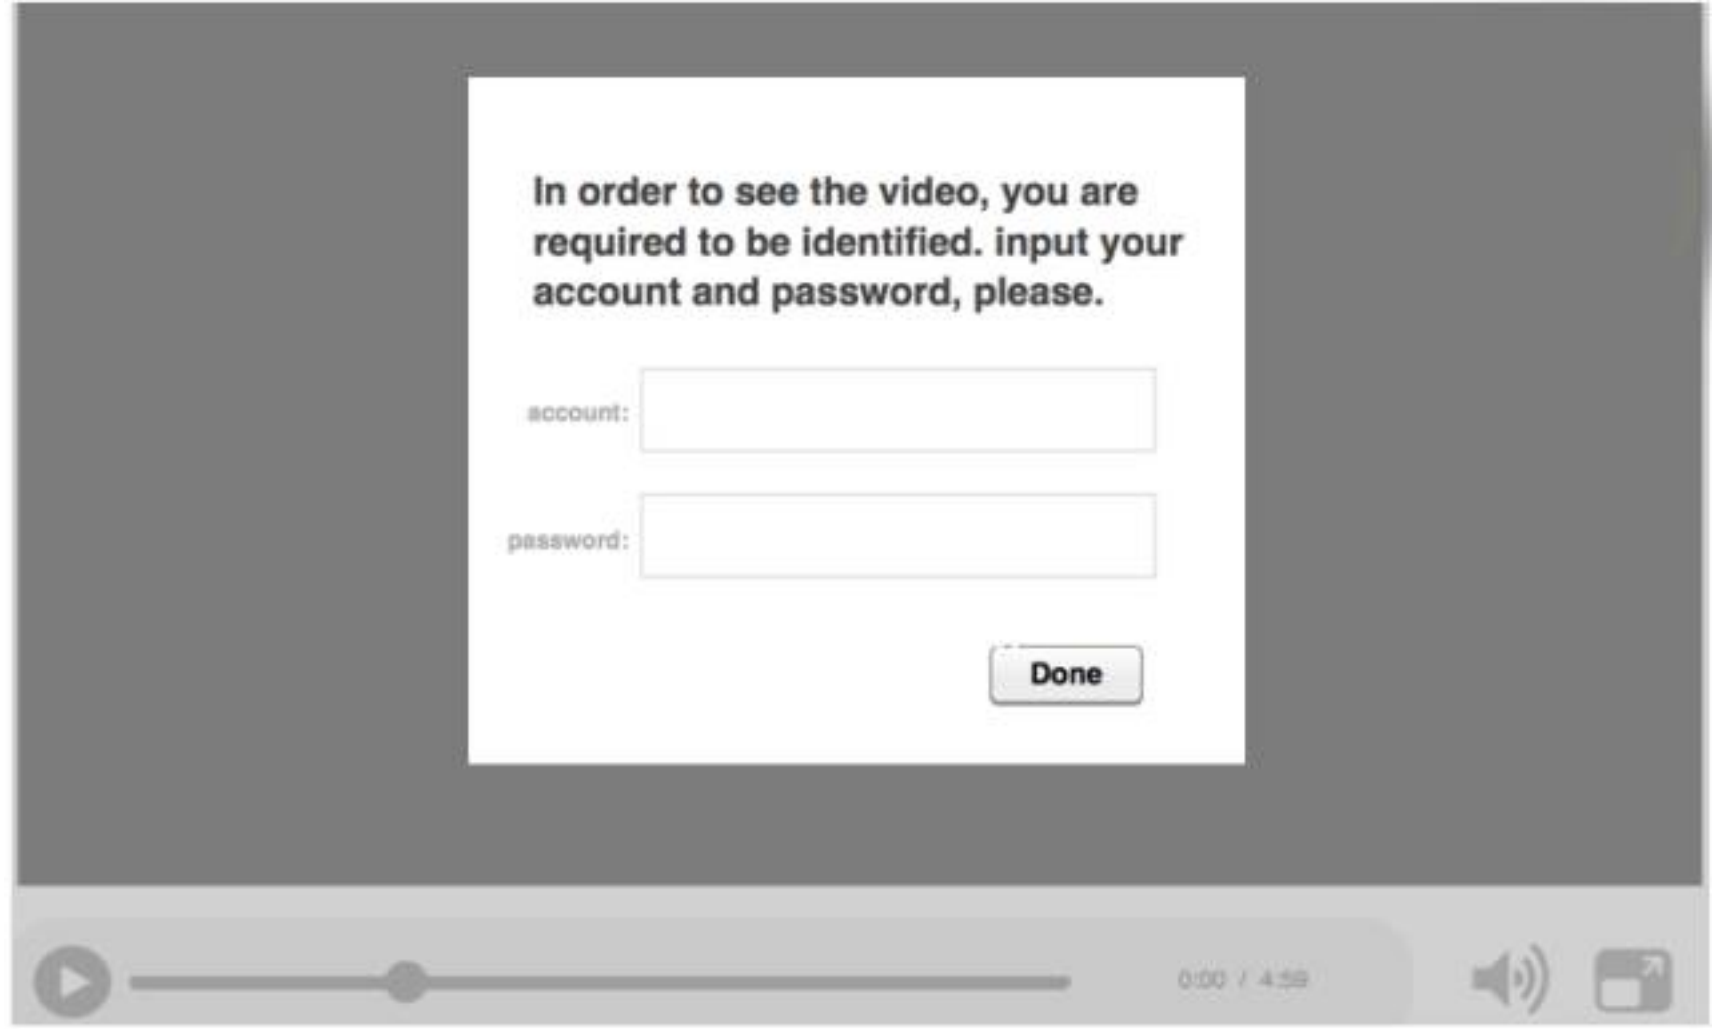 In order to see the video, you are
required to be identified. input your
account and password, please.
account:
password:
Done
0:00 / 4:59